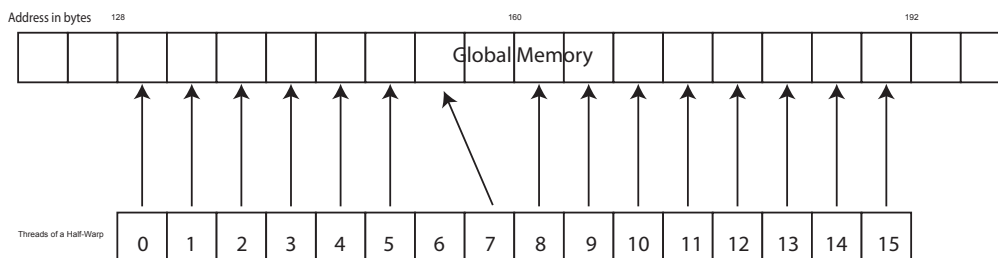 Address in bytes 128 160 192
Global Memory
Threads of a Half-Warp 0 1 2 3 4 5 6 7 8 9 10 11 12 13 14 15